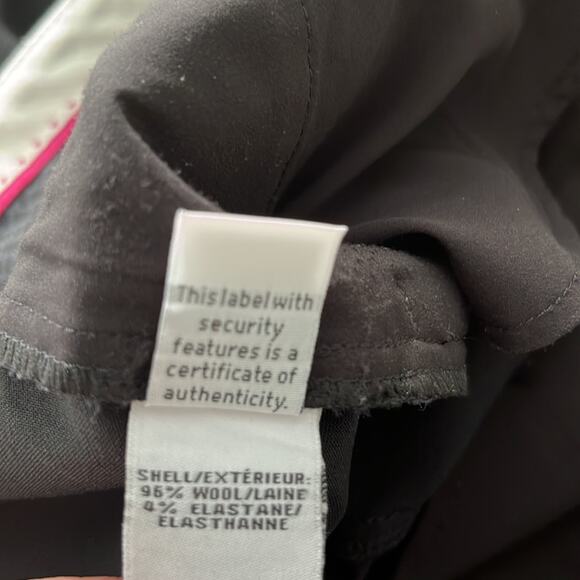 This label with
security
features is a
certificate of
authenticity.
SHELL/EXTÉRIEUR:
96% WOOL/LAINE
4% ELASTANE/
ELASTHANNE